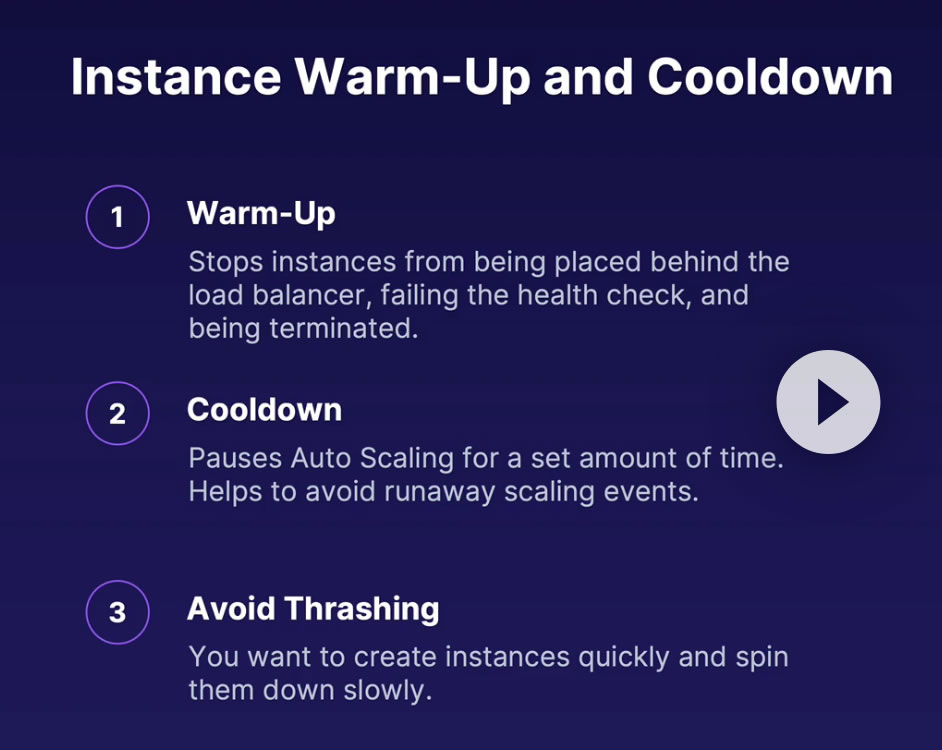 Instance Warm-Up and Cooldown
1
Warm-Up
Stops instances from being placed behind the
load balancer, failing the health check, and
being terminated.
2
Cooldown
Pauses Auto Scaling for a set amount of time.
Helps to avoid runaway scaling events.
3
Avoid Thrashing
You want to create instances quickly and spin
them down slowly.